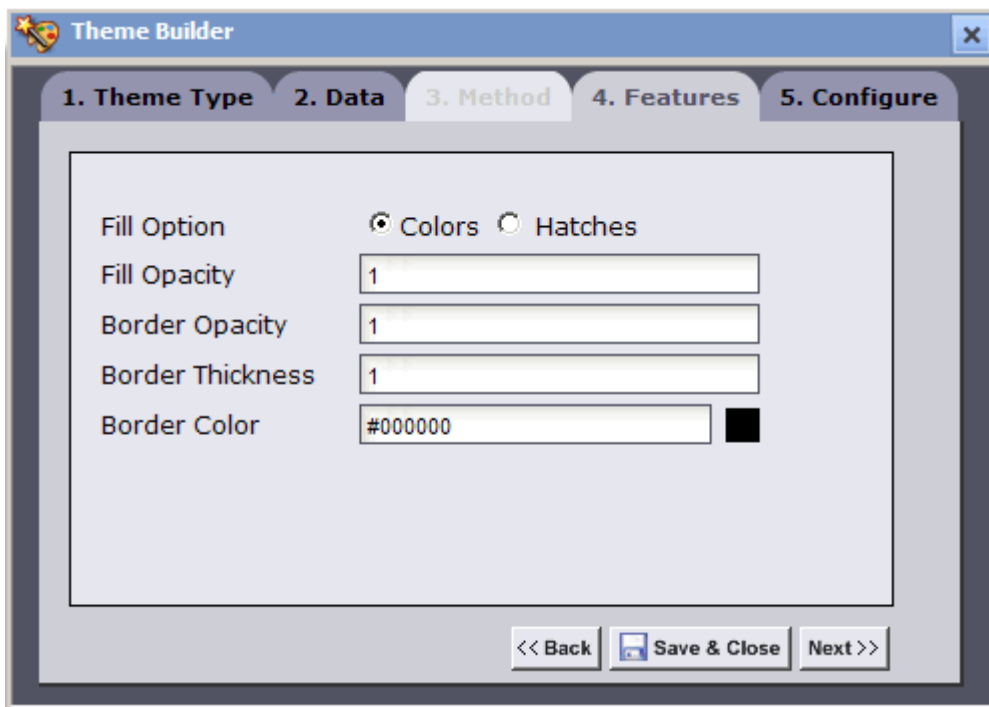 Theme Builder
1. Theme Type 2. Data 3. Method 4. Features 5. Configure
Fill Option Colors Hatches
Fill Opacity 1
Border Opacity 1
Border Thickness 1
Border Color #000000
<< Back Save & Close Next >>